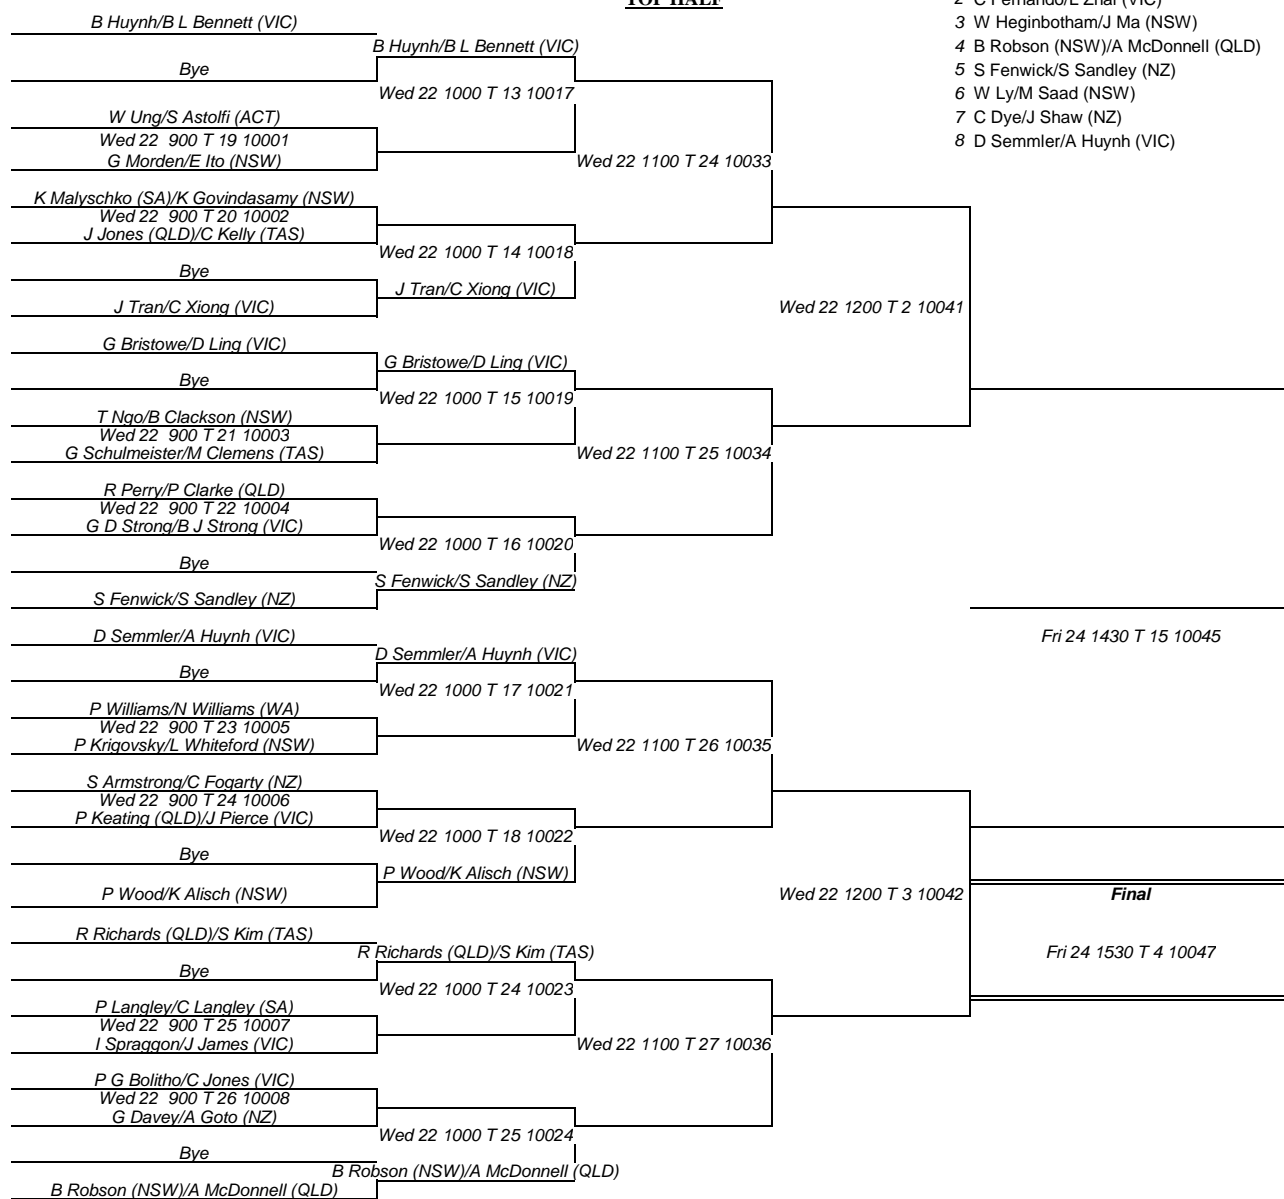 TOP HALF
2 C Fernando/L Zhai (VIC)
3 W Heginbotham/J Ma (NSW)
4 B Robson (NSW)/A McDonnell (QLD)
5 S Fenwick/S Sandley (NZ)
6 W Ly/M Saad (NSW)
7 C Dye/J Shaw (NZ)
8 D Semmler/A Huynh (VIC)
B Huynh/B L Bennett (VIC)
B Huynh/B L Bennett (VIC)
Bye
Wed 22 1000 T 13 10017
W Ung/S Astolfi (ACT)
Wed 22 900 T 19 10001
G Morden/E Ito (NSW)
Wed 22 1100 T 24 10033
K Malyschko (SA)/K Govindasamy (NSW)
Wed 22 900 T 20 10002
J Jones (QLD)/C Kelly (TAS)
Wed 22 1000 T 14 10018
Bye
J Tran/C Xiong (VIC)
J Tran/C Xiong (VIC)
Wed 22 1200 T 2 10041
G Bristowe/D Ling (VIC)
G Bristowe/D Ling (VIC)
Bye
Wed 22 1000 T 15 10019
T Ngo/B Clackson (NSW)
Wed 22 900 T 21 10003
G Schulmeister/M Clemens (TAS)
Wed 22 1100 T 25 10034
R Perry/P Clarke (QLD)
Wed 22 900 T 22 10004
G D Strong/B J Strong (VIC)
Wed 22 1000 T 16 10020
Bye
S Fenwick/S Sandley (NZ)
S Fenwick/S Sandley (NZ)
D Semmler/A Huynh (VIC)
Fri 24 1430 T 15 10045
D Semmler/A Huynh (VIC)
Bye
Wed 22 1000 T 17 10021
P Williams/N Williams (WA)
Wed 22 900 T 23 10005
P Krigovsky/L Whiteford (NSW)
Wed 22 1100 T 26 10035
S Armstrong/C Fogarty (NZ)
Wed 22 900 T 24 10006
P Keating (QLD)/J Pierce (VIC)
Wed 22 1000 T 18 10022
Bye
P Wood/K Alisch (NSW)
P Wood/K Alisch (NSW)
Wed 22 1200 T 3 10042
Final
R Richards (QLD)/S Kim (TAS)
R Richards (QLD)/S Kim (TAS)
Fri 24 1530 T 4 10047
Bye
Wed 22 1000 T 24 10023
P Langley/C Langley (SA)
Wed 22 900 T 25 10007
I Spraggon/J James (VIC)
Wed 22 1100 T 27 10036
P G Bolitho/C Jones (VIC)
Wed 22 900 T 26 10008
G Davey/A Goto (NZ)
Wed 22 1000 T 25 10024
Bye
B Robson (NSW)/A McDonnell (QLD)
B Robson (NSW)/A McDonnell (QLD)